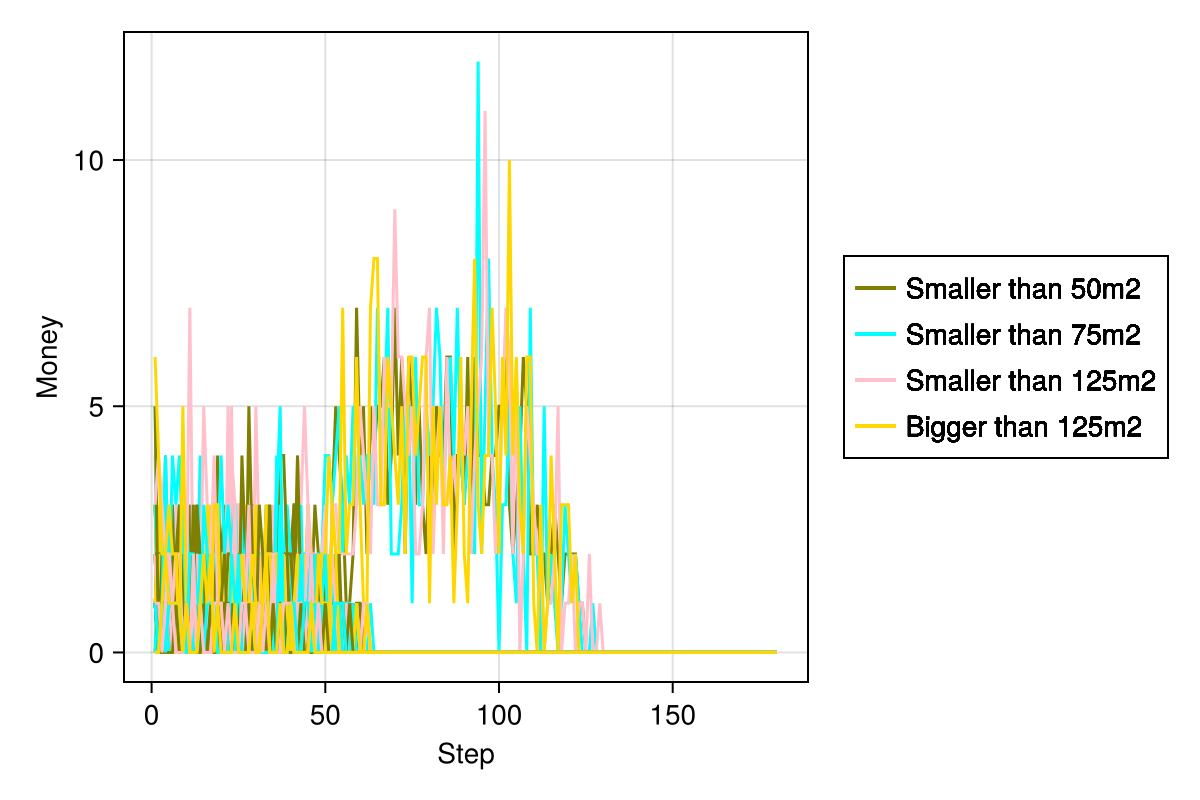 10
5
0
Money
0
50
100
150
Step
Smaller than 50m2
Smaller than 75m2
Smaller than 125m2
Bigger than 125m2